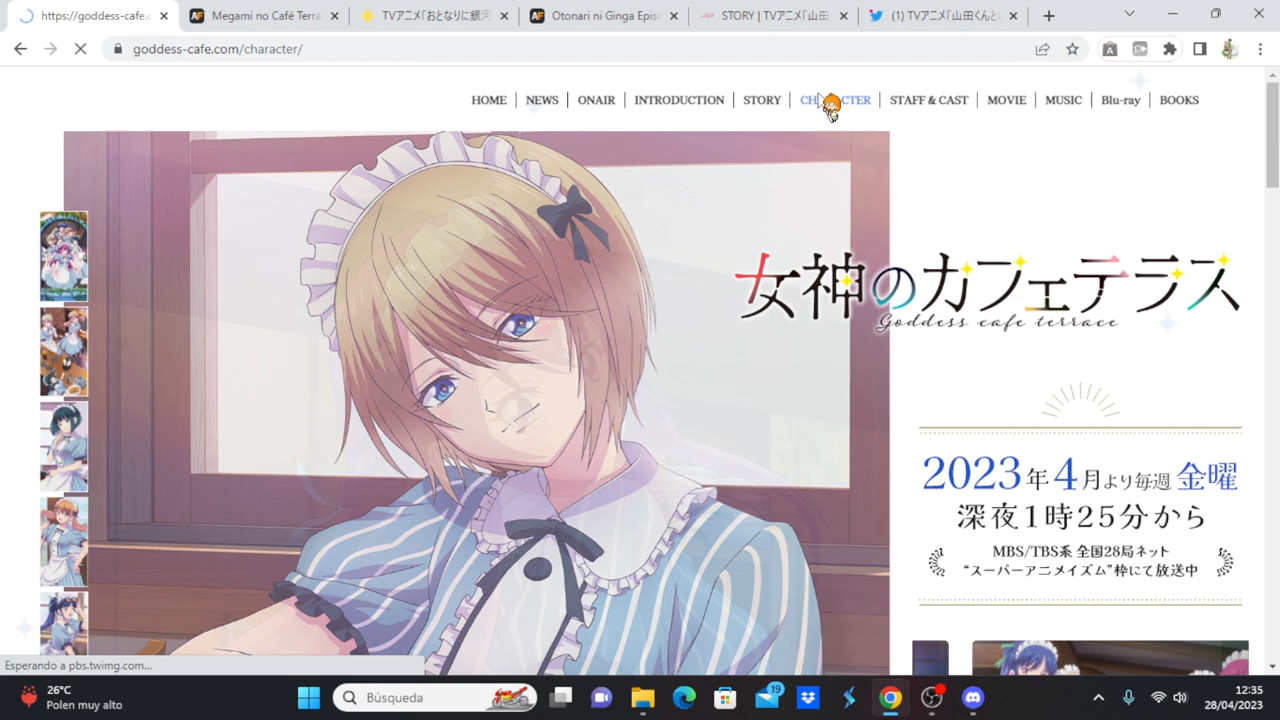 https://goddess-cafe.c
Megami no Café Terra
TVアニメ「おとなりに銀河
Otonari ni Ginga Episo
STORY | TVアニメ「山田
(1) TVアニメ「山田くんと
goddess-cafe.com/character/
HOME
NEWS
ONAIR
INTRODUCTION
STORY
CHARACTER
STAFF & CAST
MOVIE
MUSIC
Blu-ray
BOOKS
女神のカフェテラス
Goddess cafe terrace
2023年4月より毎週 金曜
深夜1時25分から
MBS/TBS系 全国28局ネット
“スーパーアニメイズム”枠にて放送中
Esperando a pbs.twimg.com...
26°C
Polen muy alto
Búsqueda
19
12:35
28/04/2023